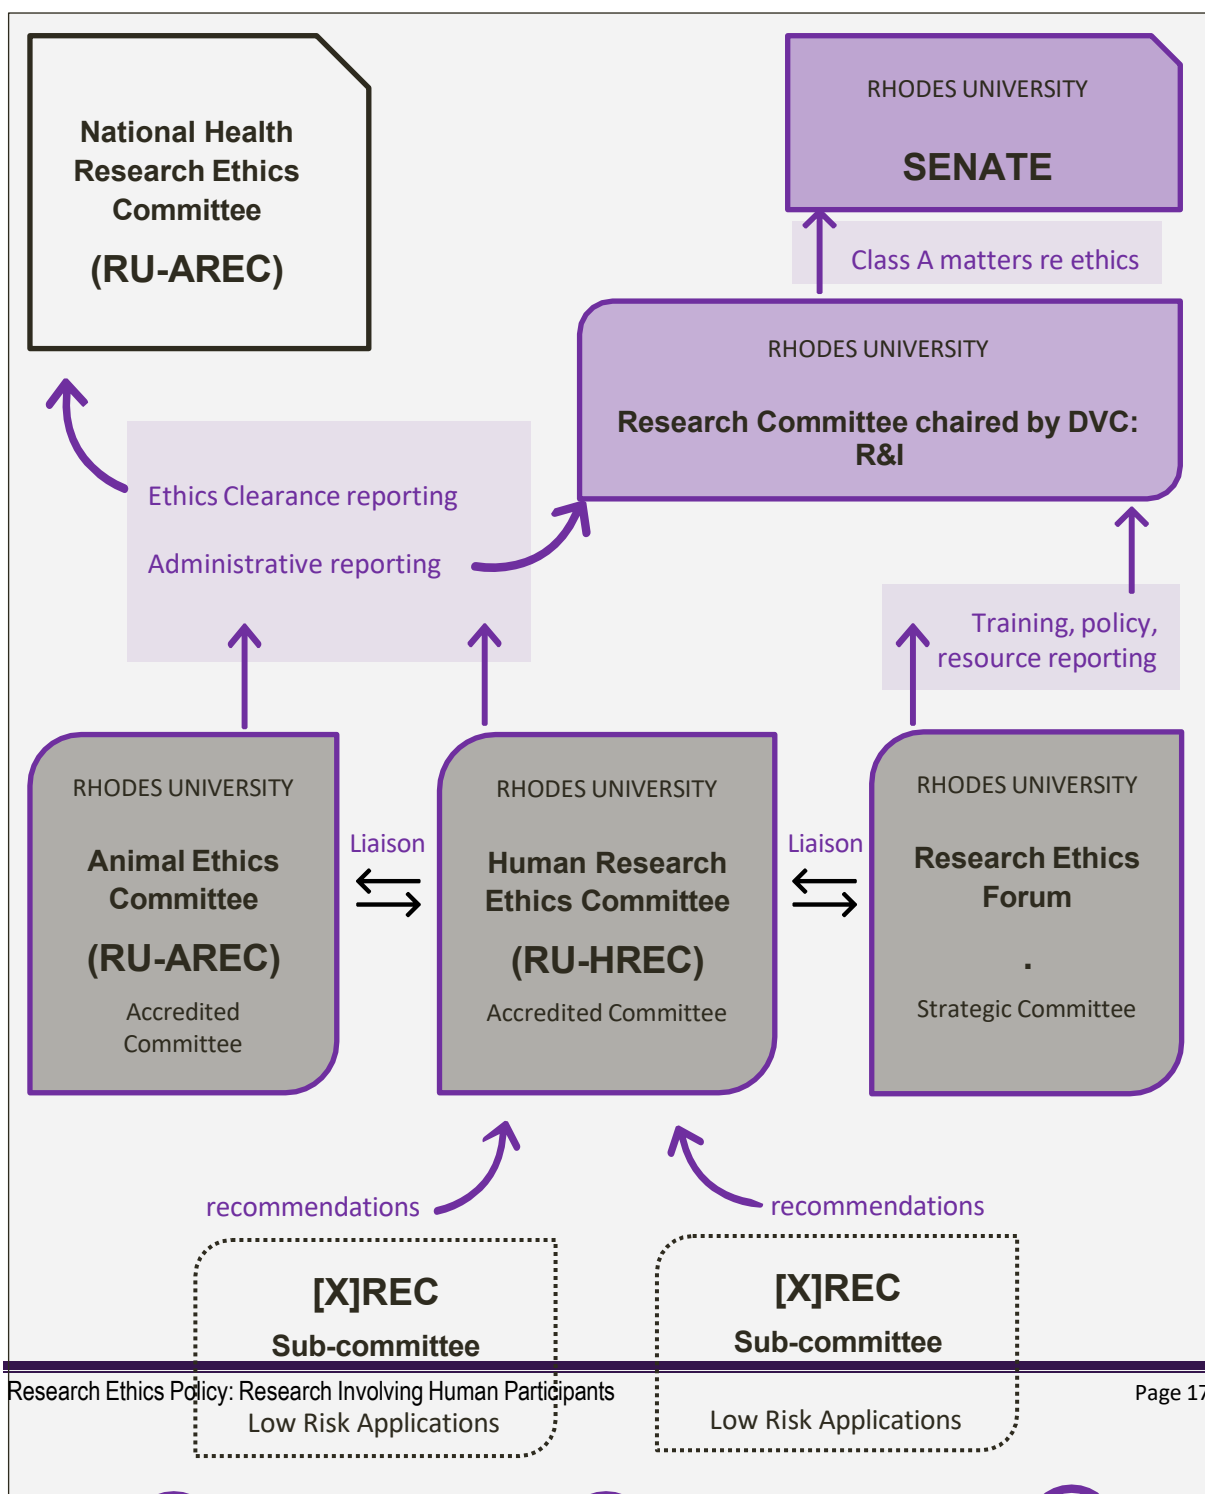 National Health
Research Ethics
Committee
(RU-AREC)
RHODES UNIVERSITY
SENATE
Class A matters re ethics
RHODES UNIVERSITY
Research Committee chaired by DVC:
R&I
Ethics Clearance reporting
Administrative reporting
Training, policy,
resource reporting
RHODES UNIVERSITY
Animal Ethics
Committee
(RU-AREC)
Accredited
Committee
Liaison
RHODES UNIVERSITY
Human Research
Ethics Committee
(RU-HREC)
Accredited Committee
Liaison
RHODES UNIVERSITY
Research Ethics
Forum
.
Strategic Committee
recommendations
recommendations
[X]REC
Sub-committee
Low Risk Applications
[X]REC
Sub-committee
Low Risk Applications
Research Ethics Policy: Research Involving Human Participants
Page 17